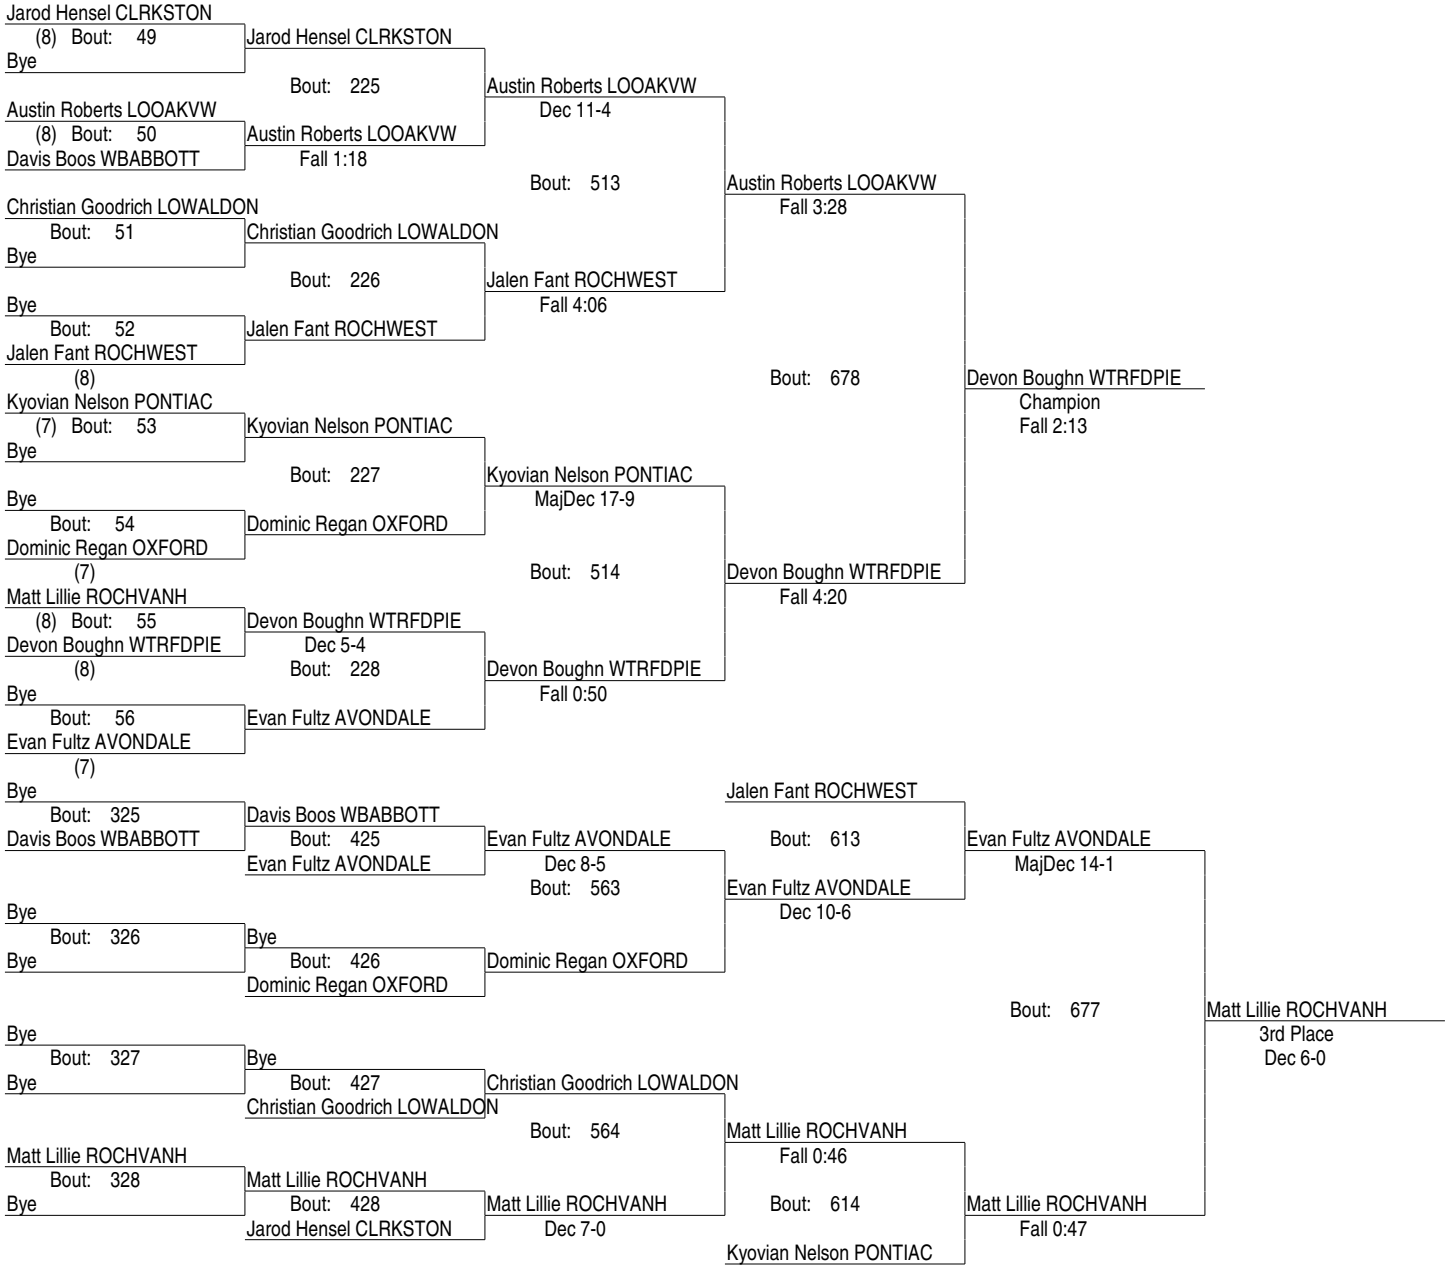 Jarod Hensel CLRKSTON
(8) Bout: 49 Jarod Hensel CLRKSTON
Bye
Bout: 225 Austin Roberts LOOAKVW
Austin Roberts LOOAKVW Dec 11-4
(8) Bout: 50 Austin Roberts LOOAKVW
Davis Boos WBABBOTT Fall 1:18
Bout: 513 Austin Roberts LOOAKVW
Christian Goodrich LOWALDON Fall 3:28
Bout: 51 Christian Goodrich LOWALDON
Bye
Bout: 226 Jalen Fant ROCHWEST
Bye Fall 4:06
Bout: 52 Jalen Fant ROCHWEST
Jalen Fant ROCHWEST
(8) Bout: 678 Devon Boughn WTRFDPIE
Kyovian Nelson PONTIAC Champion
(7) Bout: 53 Kyovian Nelson PONTIAC Fall 2:13
Bye
Bout: 227 Kyovian Nelson PONTIAC
Bye MajDec 17-9
Bout: 54 Dominic Regan OXFORD
Dominic Regan OXFORD
(7) Bout: 514 Devon Boughn WTRFDPIE
Matt Lillie ROCHVANH Fall 4:20
(8) Bout: 55 Devon Boughn WTRFDPIE
Devon Boughn WTRFDPIE Dec 5-4
(8) Bout: 228 Devon Boughn WTRFDPIE
Bye Fall 0:50
Bout: 56 Evan Fultz AVONDALE
Evan Fultz AVONDALE
(7)
Bye Jalen Fant ROCHWEST
Bout: 325 Davis Boos WBABBOTT
Davis Boos WBABBOTT Bout: 425 Evan Fultz AVONDALE Bout: 613 Evan Fultz AVONDALE
Evan Fultz AVONDALE Dec 8-5 MajDec 14-1
Bout: 563 Evan Fultz AVONDALE
Bye Dec 10-6
Bout: 326 Bye
Bye Bout: 426 Dominic Regan OXFORD
Dominic Regan OXFORD
Bout: 677 Matt Lillie ROCHVANH
Bye 3rd Place
Bout: 327 Bye Dec 6-0
Bye Bout: 427 Christian Goodrich LOWALDON
Christian Goodrich LOWALDON
Bout: 564 Matt Lillie ROCHVANH
Matt Lillie ROCHVANH Fall 0:46
Bout: 328 Matt Lillie ROCHVANH
Bye Bout: 428 Matt Lillie ROCHVANH Bout: 614 Matt Lillie ROCHVANH
Jarod Hensel CLRKSTON Dec 7-0 Fall 0:47
Kyovian Nelson PONTIAC